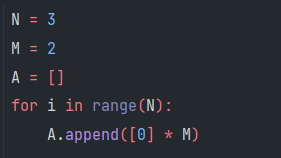 N = 3
M = 2
A = []
for i in range(N):
    A.append([0] * M)